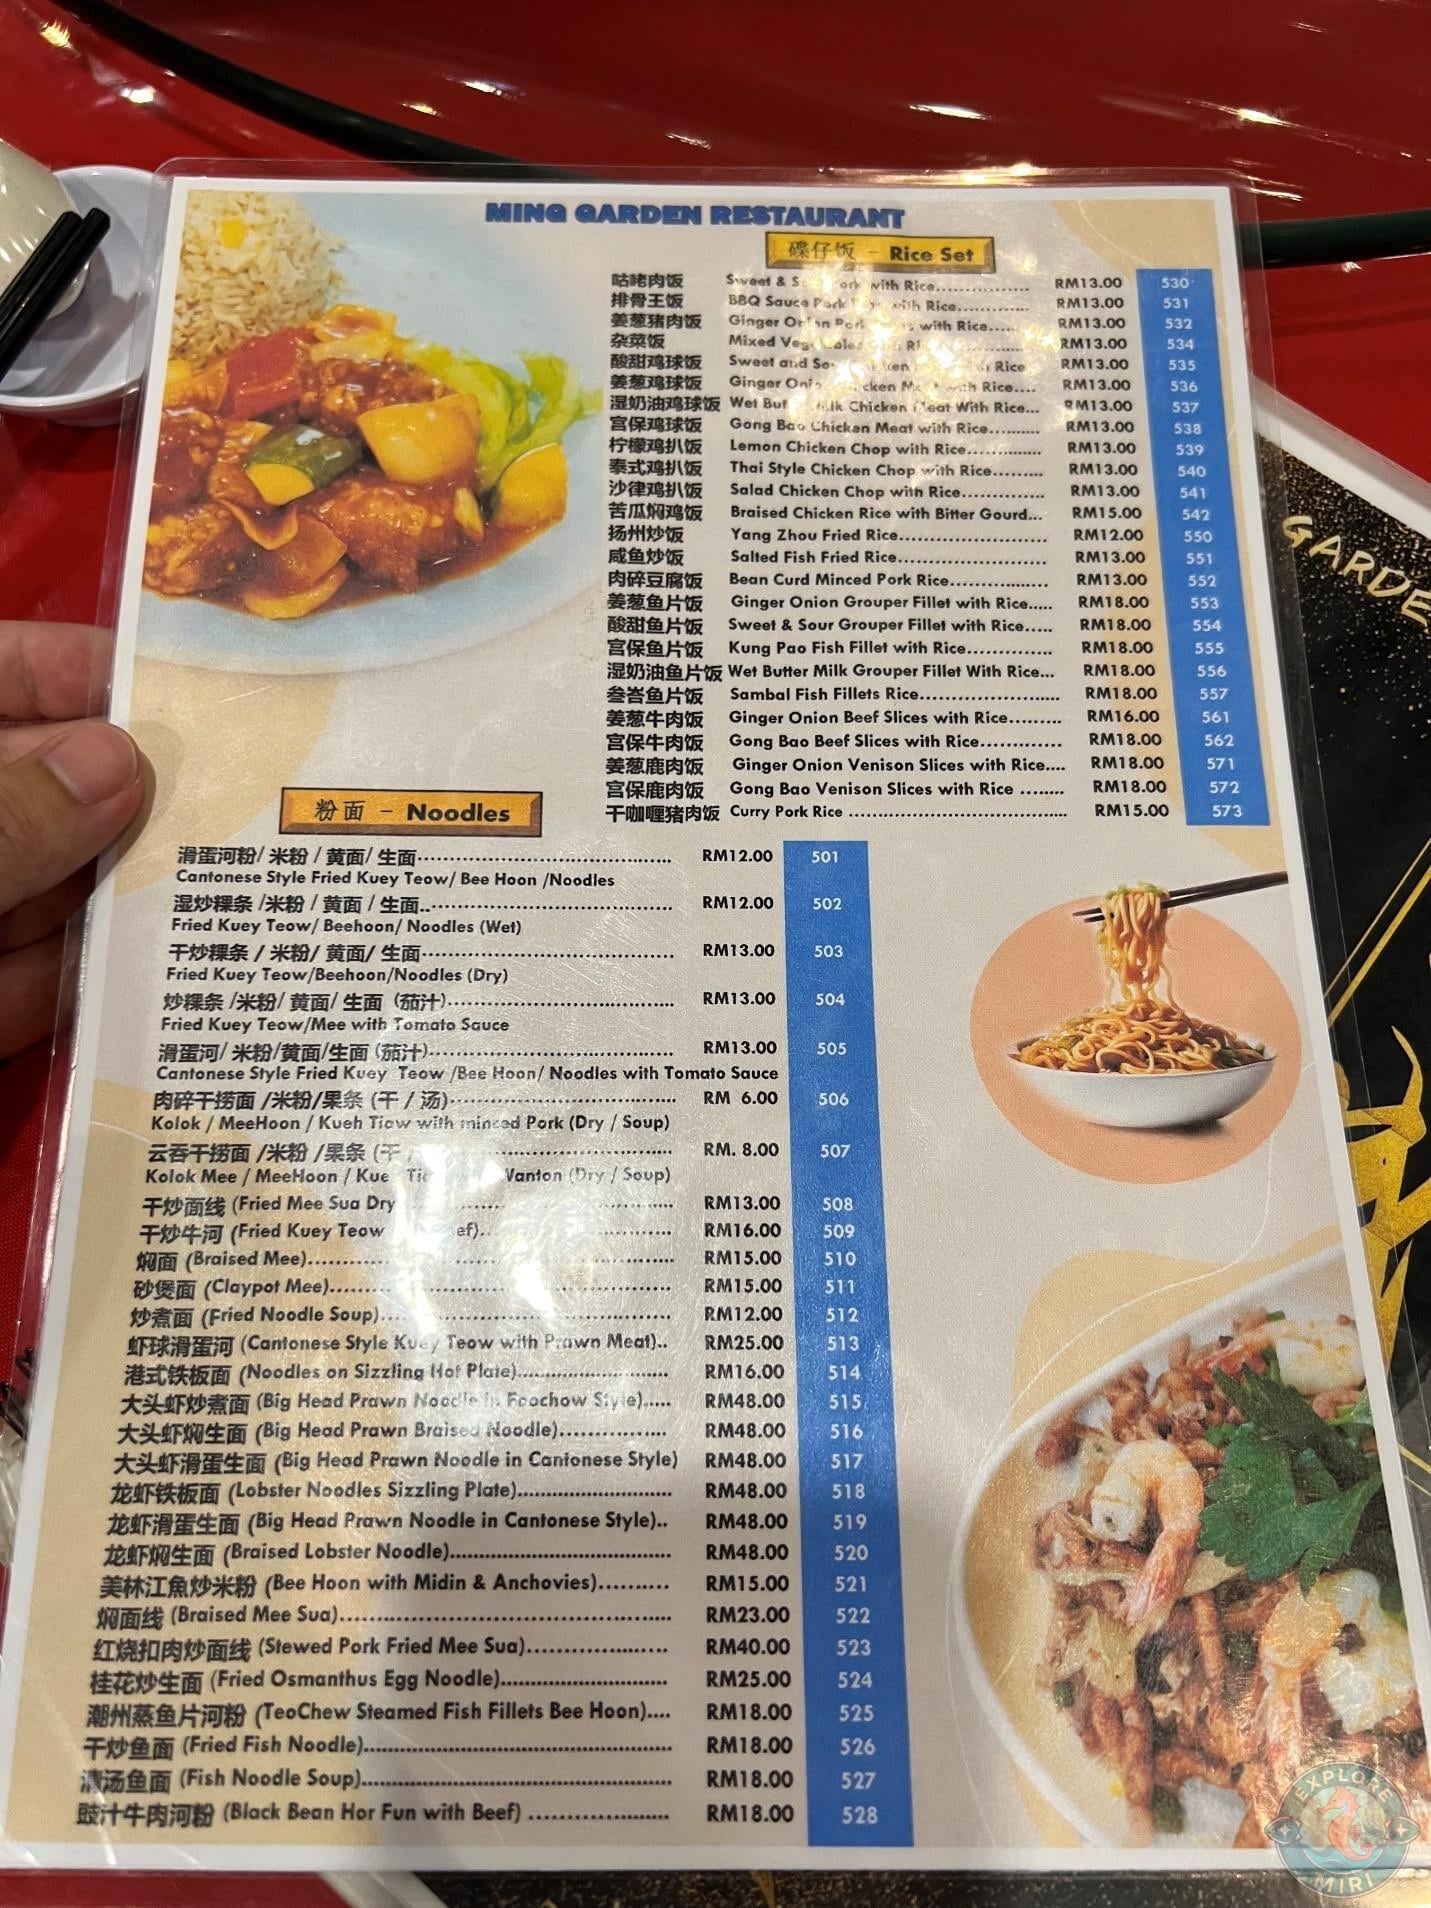 MING GARDEN RESTAURANT
碟仔饭 - Rice Set
咕咾肉饭 Sweet & with Rice................ RM13.00 530
排骨王饭 BBQ Sauce Pork with Rice............ RM13.00 531
姜葱猪肉饭 Ginger Onion Pork with Rice...... RM13.00 532
杂菜饭 Mixed RM13.00 534
酸甜鸡球饭 Sweet and Rice RM13.00 535
姜葱鸡球饭 Ginger with Rice.... RM13.00 536
湿奶油鸡球饭 Wet Chicken Meat With Rice... RM13.00 537
宫保鸡球饭 Gong Bao Chicken Meat with Rice.......... RM13.00 538
柠檬鸡扒饭 Lemon Chicken Chop with Rice............. RM13.00 539
泰式鸡扒饭 Thai Style Chicken Chop with Rice......... RM13.00 540
沙律鸡扒饭 Salad Chicken Chop with Rice............... RM13.00 541
苦瓜焖鸡饭 Braised Chicken Rice with Bitter Gourd... RM15.00 542
扬州炒饭 Yang Zhou Fried Rice........................... RM12.00 550
咸鱼炒饭 Salted Fish Fried Rice........................... RM13.00 551
肉碎豆腐饭 Bean Curd Minced Pork Rice.................. RM13.00 552
姜葱鱼片饭 Ginger Onion Grouper Fillet with Rice..... RM18.00 553
酸甜鱼片饭 Sweet & Sour Grouper Fillet with Rice..... RM18.00 554
宫保鱼片饭 Kung Pao Fish Fillet with Rice.............. RM18.00 555
湿奶油鱼片饭 Wet Butter Milk Grouper Fillet With Rice... RM18.00 556
叁峇鱼片饭 Sambal Fish Fillets Rice........................ RM18.00 557
姜葱牛肉饭 Ginger Onion Beef Slices with Rice......... RM16.00 561
宫保牛肉饭 Gong Bao Beef Slices with Rice............. RM18.00 562
姜葱鹿肉饭 Ginger Onion Venison Slices with Rice.... RM18.00 571
宫保鹿肉饭 Gong Bao Venison Slices with Rice ........ RM18.00 572
干咖喱猪肉饭 Curry Pork Rice ..................................... RM15.00 573
粉面 - Noodles
滑蛋河粉/ 米粉 / 黄面/ 生面........................................ RM12.00 501
Cantonese Style Fried Kuey Teow/ Bee Hoon /Noodles
湿炒粿条 /米粉 / 黄面 / 生面........................................ RM12.00 502
Fried Kuey Teow/ Beehoon/ Noodles (Wet)
干炒粿条 / 米粉/ 黄面/ 生面........................................ RM13.00 503
Fried Kuey Teow/Beehoon/Noodles (Dry)
炒粿条 /米粉/ 黄面/ 生面 (茄汁).................................... RM13.00 504
Fried Kuey Teow/Mee with Tomato Sauce
滑蛋河/ 米粉/黄面/生面 (茄汁)...................................... RM13.00 505
Cantonese Style Fried Kuey Teow /Bee Hoon/ Noodles with Tomato Sauce
肉碎干捞面 /米粉/果条 (干 / 汤).................................... RM 6.00 506
Kolok / MeeHoon / Kueh Tiaw with minced Pork (Dry / Soup)
云吞干捞面 /米粉 /果条 (干 / .................................... RM. 8.00 507
Kolok Mee / MeeHoon / Wanton (Dry / Soup)
干炒面线 (Fried Mee Sua Dry .................... RM13.00 508
干炒牛河 (Fried Kuey Teow .................... RM16.00 509
焖面 (Braised Mee)........................................ RM15.00 510
砂煲面 (Claypot Mee)........................................ RM15.00 511
炒煮面 (Fried Noodle Soup)........................................ RM12.00 512
虾球滑蛋河 (Cantonese Style Kuey Teow with Prawn Meat).. RM25.00 513
港式铁板面 (Noodles on Sizzling Hot Plate)........................ RM16.00 514
大头虾炒煮面 (Big Head Prawn Noodle in Foochow Style)..... RM48.00 515
大头虾焖生面 (Big Head Prawn Braised Noodle)................ RM48.00 516
大头虾滑蛋生面 (Big Head Prawn Noodle in Cantonese Style) RM48.00 517
龙虾铁板面 (Lobster Noodles Sizzling Plate)........................ RM48.00 518
龙虾滑蛋生面 (Big Head Prawn Noodle in Cantonese Style).. RM48.00 519
龙虾焖生面 (Braised Lobster Noodle)................................ RM48.00 520
美林江魚炒米粉 (Bee Hoon with Midin & Anchovies).......... RM15.00 521
焖面线 (Braised Mee Sua)........................................ RM23.00 522
红烧扣肉炒面线 (Stewed Pork Fried Mee Sua).................... RM40.00 523
桂花炒生面 (Fried Osmanthus Egg Noodle)........................ RM25.00 524
潮州蒸鱼片河粉 (TeoChew Steamed Fish Fillets Bee Hoon).... RM18.00 525
干炒鱼面 (Fried Fish Noodle)........................................ RM18.00 526
清汤鱼面 (Fish Noodle Soup)........................................ RM18.00 527
豉汁牛肉河粉 (Black Bean Hor Fun with Beef) .................... RM18.00 528
GARDE
EXPLORE
MIRI